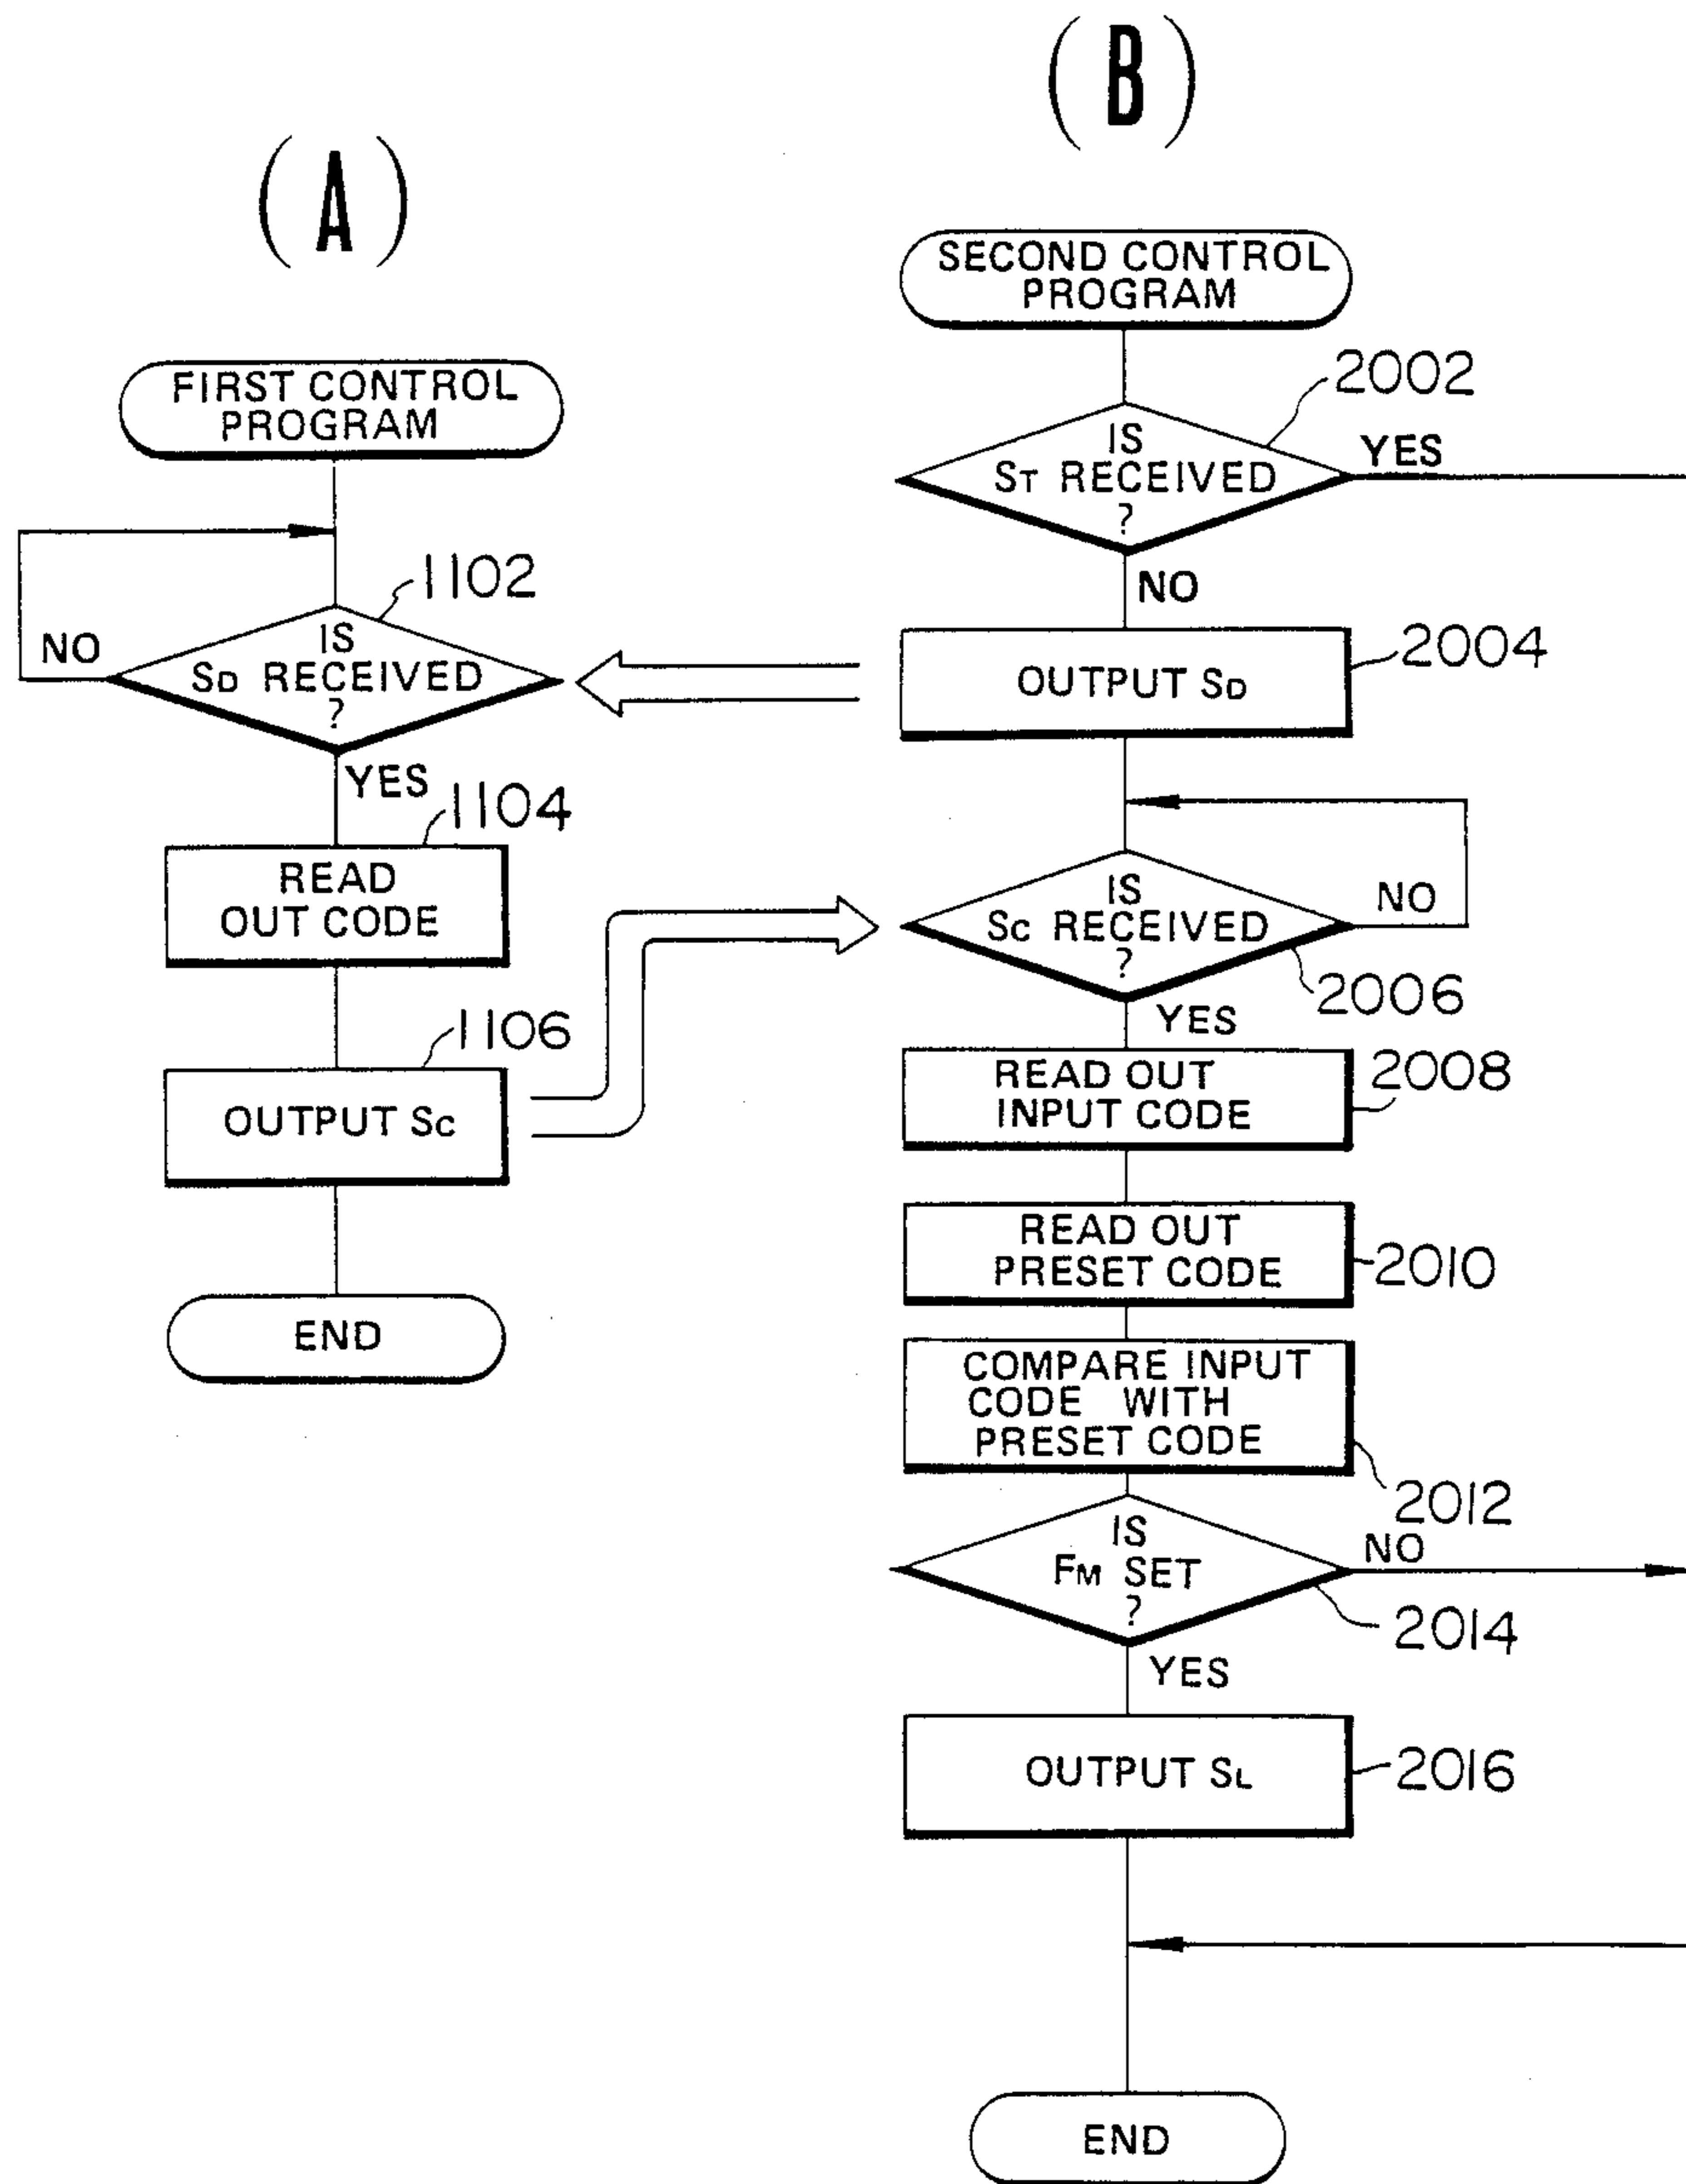 (A)
FIRST CONTROL
PROGRAM
1102
IS
SD RECEIVED
?
NO
YES
1104
READ
OUT CODE
1106
OUTPUT SC
END
(B)
SECOND CONTROL
PROGRAM
2002
IS
ST RECEIVED
?
YES
NO
2004
OUTPUT SD
IS
SC RECEIVED
?
NO
2006
YES
READ OUT
INPUT CODE
2008
READ OUT
PRESET CODE
2010
COMPARE INPUT
CODE WITH
PRESET CODE
2012
IS
FM SET
?
NO
2014
YES
OUTPUT SL
2016
END